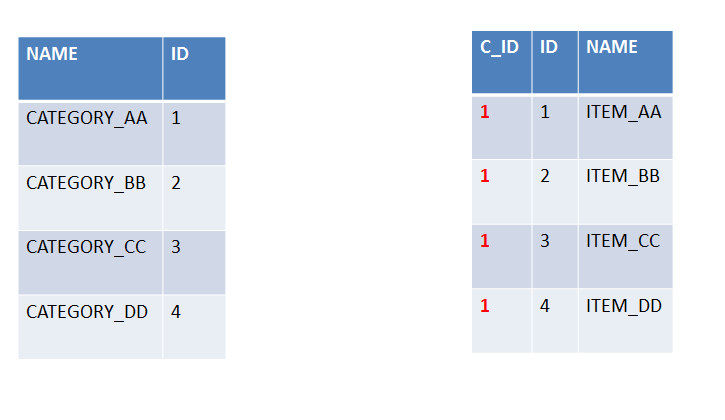 NAME ID
CATEGORY_AA 1
CATEGORY_BB 2
CATEGORY_CC 3
CATEGORY_DD 4
C_ID ID NAME
1 1 ITEM_AA
1 2 ITEM_BB
1 3 ITEM_CC
1 4 ITEM_DD